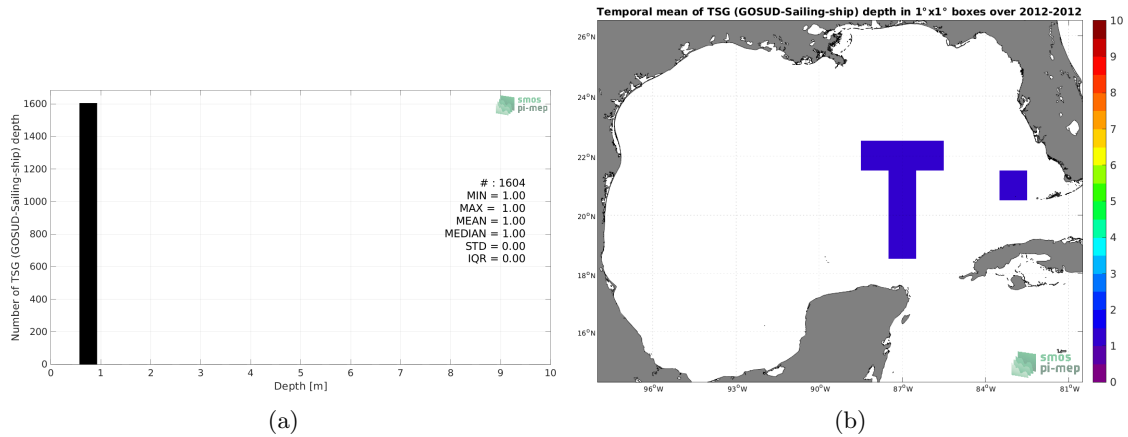 Temporal mean of TSG (GOSUD-Sailing-ship) depth in 1°x1° boxes over 2012-2012
Number of TSG (GOSUD-Sailing-ship) depth
1600
1400
1200
1000
800
600
400
200
0
smos
pi-mep
# : 1604
MIN = 1.00
MAX = 1.00
MEAN = 1.00
MEDIAN = 1.00
STD = 0.00
IQR = 0.00
0 1 2 3 4 5 6 7 8 9 10
Depth [m]
(a)
26°N
24°N
22°N
20°N
18°N
16°N
96°W 93°W 90°W 87°W 84°W 81°W
smos
pi-mep
10
9
8
7
6
5
4
3
2
1
0
(b)